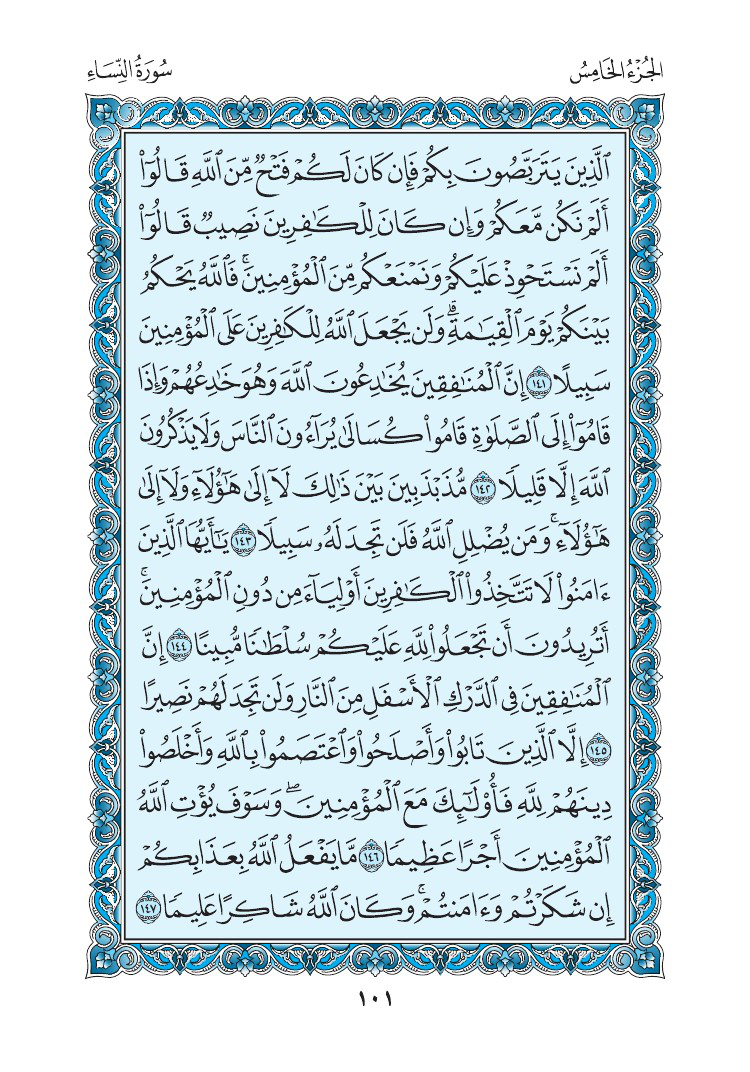 الجُزْءُ الخَامِسُ
سُورَةُ النِّسَاءِ
ٱلَّذِينَ يَتَرَبَّصُونَ بِكُمْ فَإِن كَانَ لَكُمْ فَتْحٌ مِّنَ ٱللَّهِ قَالُوٓا۟
أَلَمْ نَكُن مَّعَكُمْ وَإِن كَانَ لِلْكَٰفِرِينَ نَصِيبٌ قَالُوٓا۟
أَلَمْ نَسْتَحْوِذْ عَلَيْكُمْ وَنَمْنَعْكُم مِّنَ ٱلْمُؤْمِنِينَ ۚ فَٱللَّهُ يَحْكُمُ
بَيْنَكُمْ يَوْمَ ٱلْقِيَٰمَةِ ۗ وَلَن يَجْعَلَ ٱللَّهُ لِلْكَٰفِرِينَ عَلَى ٱلْمُؤْمِنِينَ
سَبِيلًا ١٤١ إِنَّ ٱلْمُنَٰفِقِينَ يُخَٰدِعُونَ ٱللَّهَ وَهُوَ خَٰدِعُهُمْ وَإِذَا
قَامُوٓا۟ إِلَى ٱلصَّلَوٰةِ قَامُوا۟ كُسَالَىٰ يُرَآءُونَ ٱلنَّاسَ وَلَا يَذْكُرُونَ
ٱللَّهَ إِلَّا قَلِيلًا ١٤٢ مُّذَبْذَبِينَ بَيْنَ ذَٰلِكَ لَآ إِلَىٰ هَٰٓؤُلَآءِ وَلَآ إِلَىٰ
هَٰٓؤُلَآءِ ۚ وَمَن يُضْلِلِ ٱللَّهُ فَلَن تَجِدَ لَهُۥ سَبِيلًا ١٤٣ يَٰٓأَيُّهَا ٱلَّذِينَ
ءَامَنُوا۟ لَا تَتَّخِذُوا۟ ٱلْكَٰفِرِينَ أَوْلِيَآءَ مِن دُونِ ٱلْمُؤْمِنِينَ ۚ
أَتُرِيدُونَ أَن تَجْعَلُوا۟ لِلَّهِ عَلَيْكُمْ سُلْطَٰنًا مُّبِينًا ١٤٤ إِنَّ
ٱلْمُنَٰفِقِينَ فِى ٱلدَّرْكِ ٱلْأَسْفَلِ مِنَ ٱلنَّارِ وَلَن تَجِدَ لَهُمْ نَصِيرًا
١٤٥ إِلَّا ٱلَّذِينَ تَابُوا۟ وَأَصْلَحُوا۟ وَٱعْتَصَمُوا۟ بِٱللَّهِ وَأَخْلَصُوا۟
دِينَهُمْ لِلَّهِ فَأُو۟لَٰٓئِكَ مَعَ ٱلْمُؤْمِنِينَ ۖ وَسَوْفَ يُؤْتِ ٱللَّهُ
ٱلْمُؤْمِنِينَ أَجْرًا عَظِيمًا ١٤٦ مَّا يَفْعَلُ ٱللَّهُ بِعَذَابِكُمْ
إِن شَكَرْتُمْ وَءَامَنتُمْ ۚ وَكَانَ ٱللَّهُ شَاكِرًا عَلِيمًا ١٤٧
١٠١